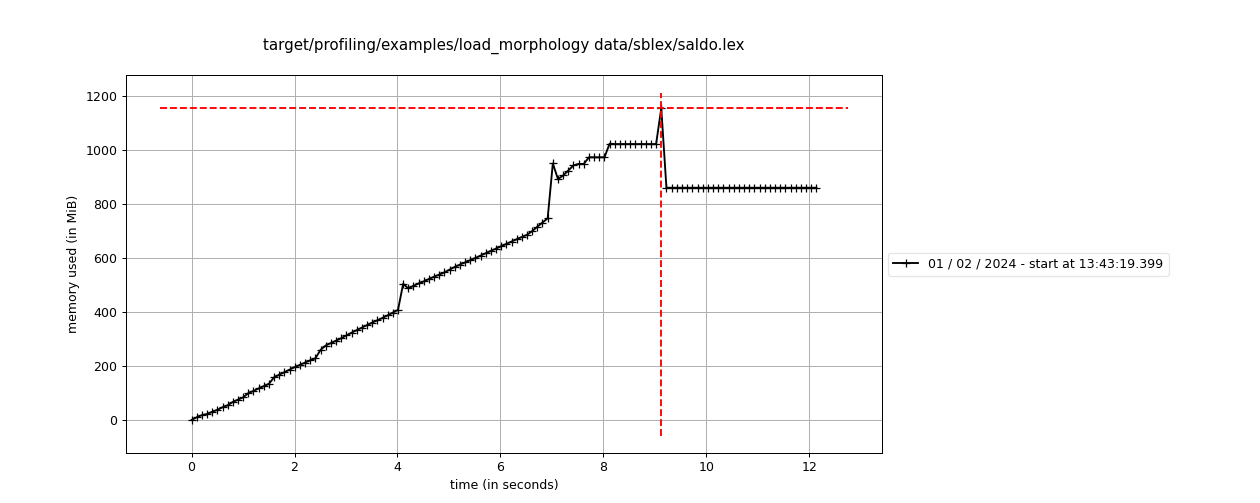 target/profiling/examples/load_morphology data/sblex/saldo.lex
1200
1000
800
600
400
200
0
memory used (in MiB)
0 2 4 6 8 10 12
time (in seconds)
01 / 02 / 2024 - start at 13:43:19.399